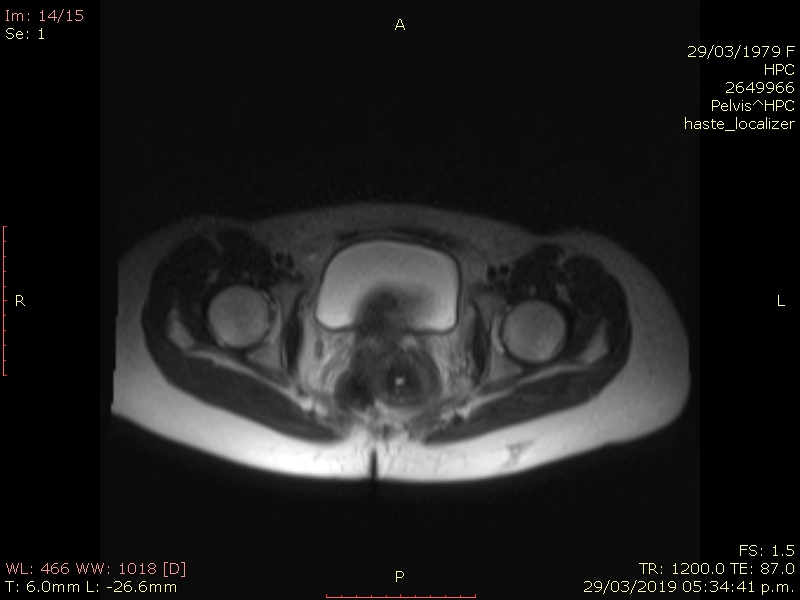 Im: 14/15
Se: 1
A
29/03/1979 F
HPC
2649966
Pelvis^HPC
haste_localizer
R
L
WL: 466 WW: 1018 [D]
T: 6.0mm L: -26.6mm
P
FS: 1.5
TR: 1200.0 TE: 87.0
29/03/2019 05:34:41 p.m.